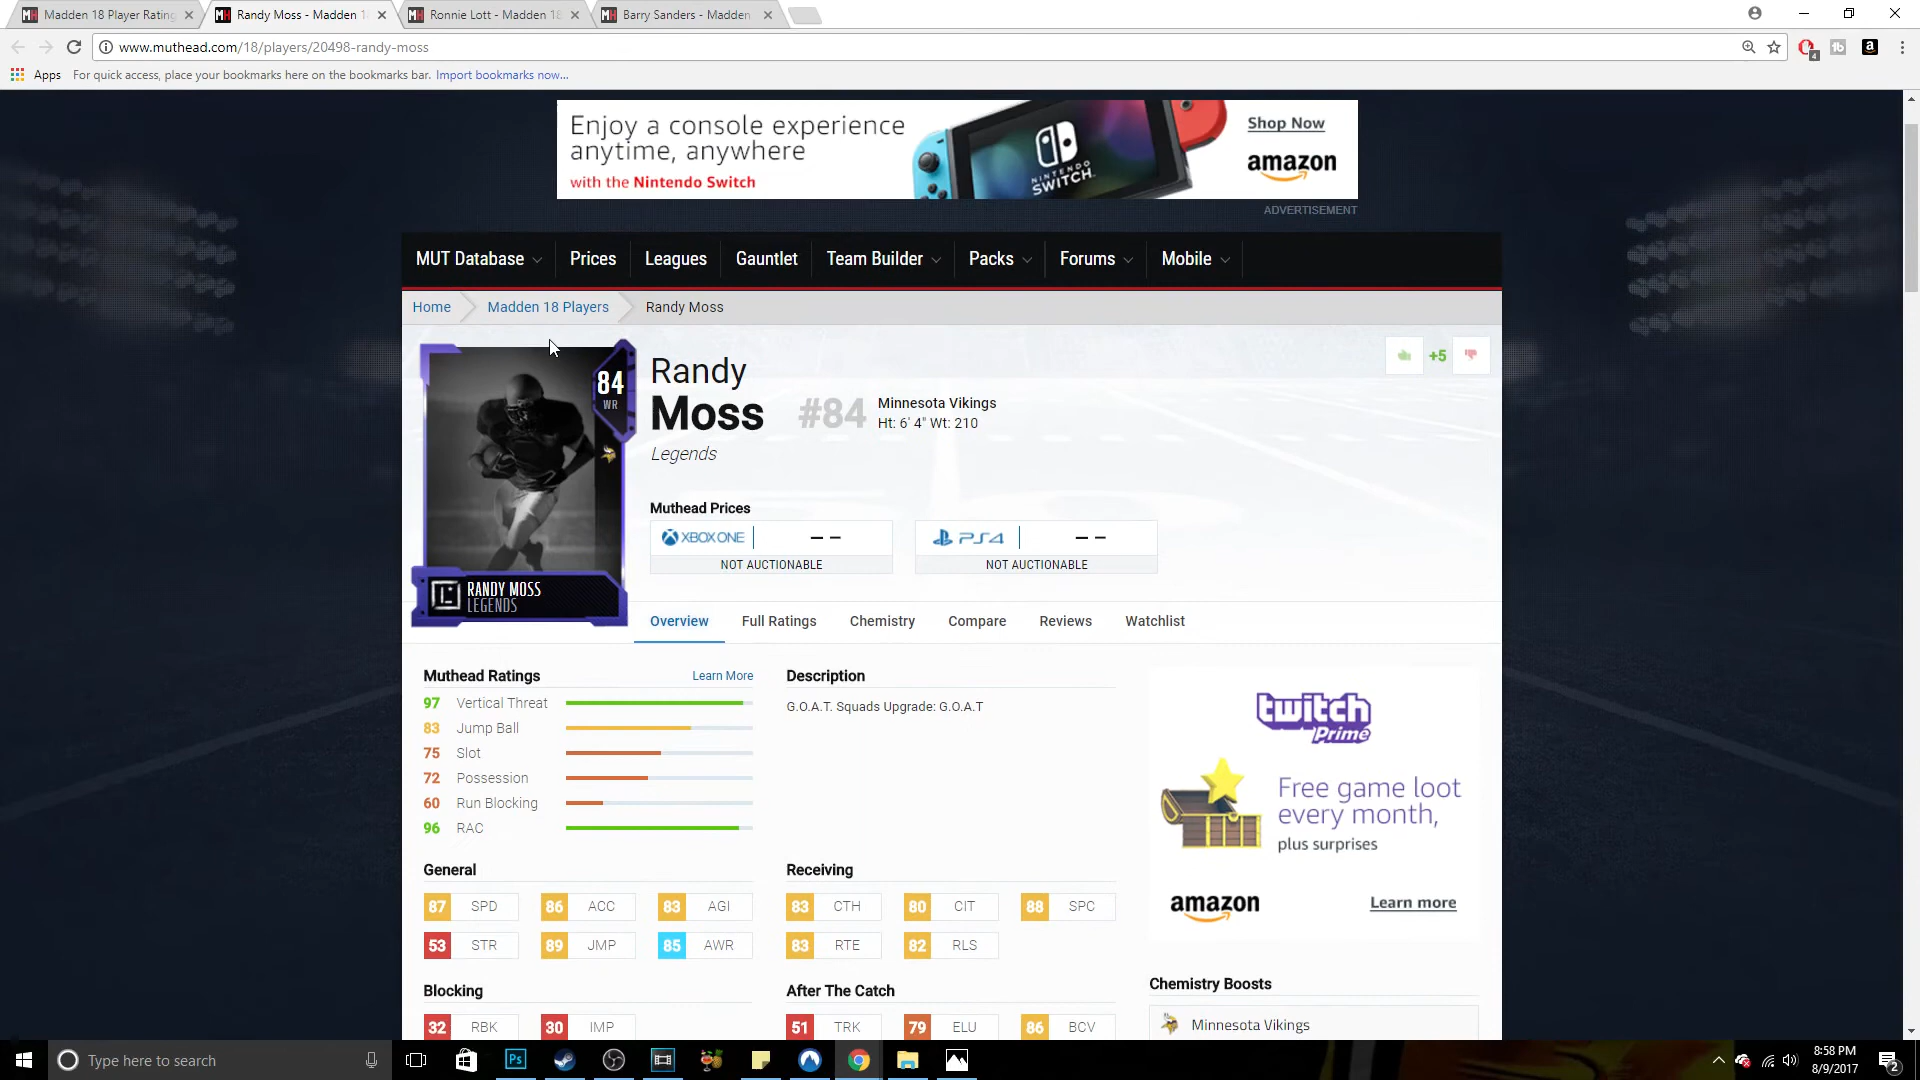 Madden 18 Player Rating
Randy Moss - Madden 1
Ronnie Lott - Madden 18
Barry Sanders - Madden
www.muthead.com/18/players/20498-randy-moss
Apps For quick access, place your bookmarks here on the bookmarks bar. Import bookmarks now...
Enjoy a console experience
anytime, anywhere
with the Nintendo Switch
NINTENDO
SWITCH
Shop Now
amazon
ADVERTISEMENT
MUT Database Prices Leagues Gauntlet Team Builder Packs Forums Mobile
Home Madden 18 Players Randy Moss
84
WR
RANDY MOSS
LEGENDS
Randy
Moss
#84
Minnesota Vikings
Ht: 6' 4" Wt: 210
Legends
+5
Muthead Prices
XBOX ONE – –
NOT AUCTIONABLE
PS4 – –
NOT AUCTIONABLE
Overview Full Ratings Chemistry Compare Reviews Watchlist
Muthead Ratings Learn More
97 Vertical Threat
83 Jump Ball
75 Slot
72 Possession
60 Run Blocking
96 RAC
Description
G.O.A.T. Squads Upgrade: G.O.A.T
twitch
Prime
Free game loot
every month,
plus surprises
amazon
Learn more
General
87 SPD 86 ACC 83 AGI
53 STR 89 JMP 85 AWR
Receiving
83 CTH 80 CIT 88 SPC
83 RTE 82 RLS
Blocking
32 RBK 30 IMP
After The Catch
51 TRK 79 ELU 86 BCV
Chemistry Boosts
Minnesota Vikings
Type here to search
Ps
8:58 PM
8/9/2017
2